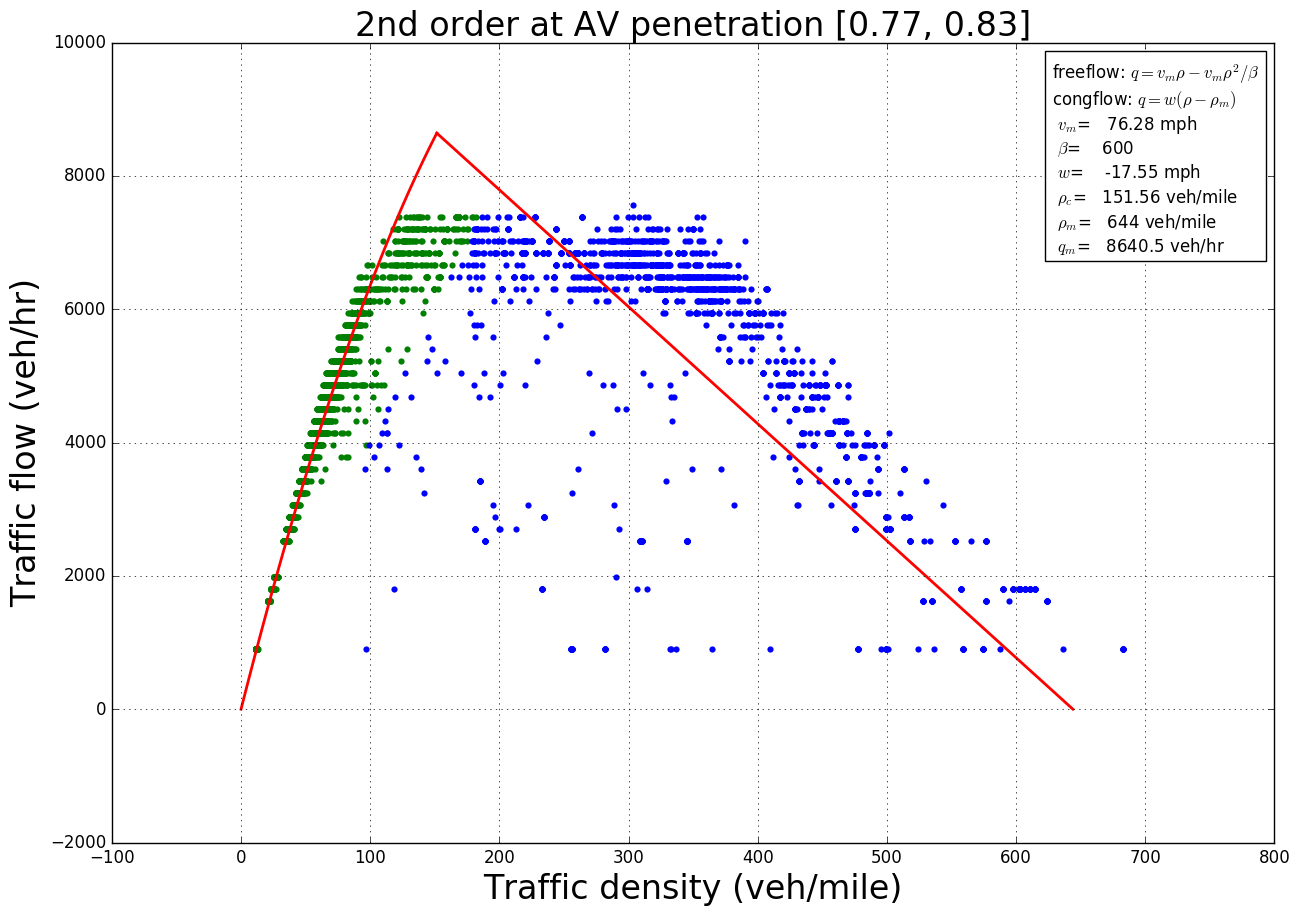 2nd order at AV penetration [0.77, 0.83]
10000
8000
6000
4000
2000
0
−2000
Traffic flow (veh/hr)
freeflow: q = v_m ρ − v_m ρ²/β
congflow: q = w(ρ − ρ_m)
v_m= 76.28 mph
β= 600
w= -17.55 mph
ρ_c= 151.56 veh/mile
ρ_m= 644 veh/mile
q_m= 8640.5 veh/hr
−100 0 100 200 300 400 500 600 700 800
Traffic density (veh/mile)